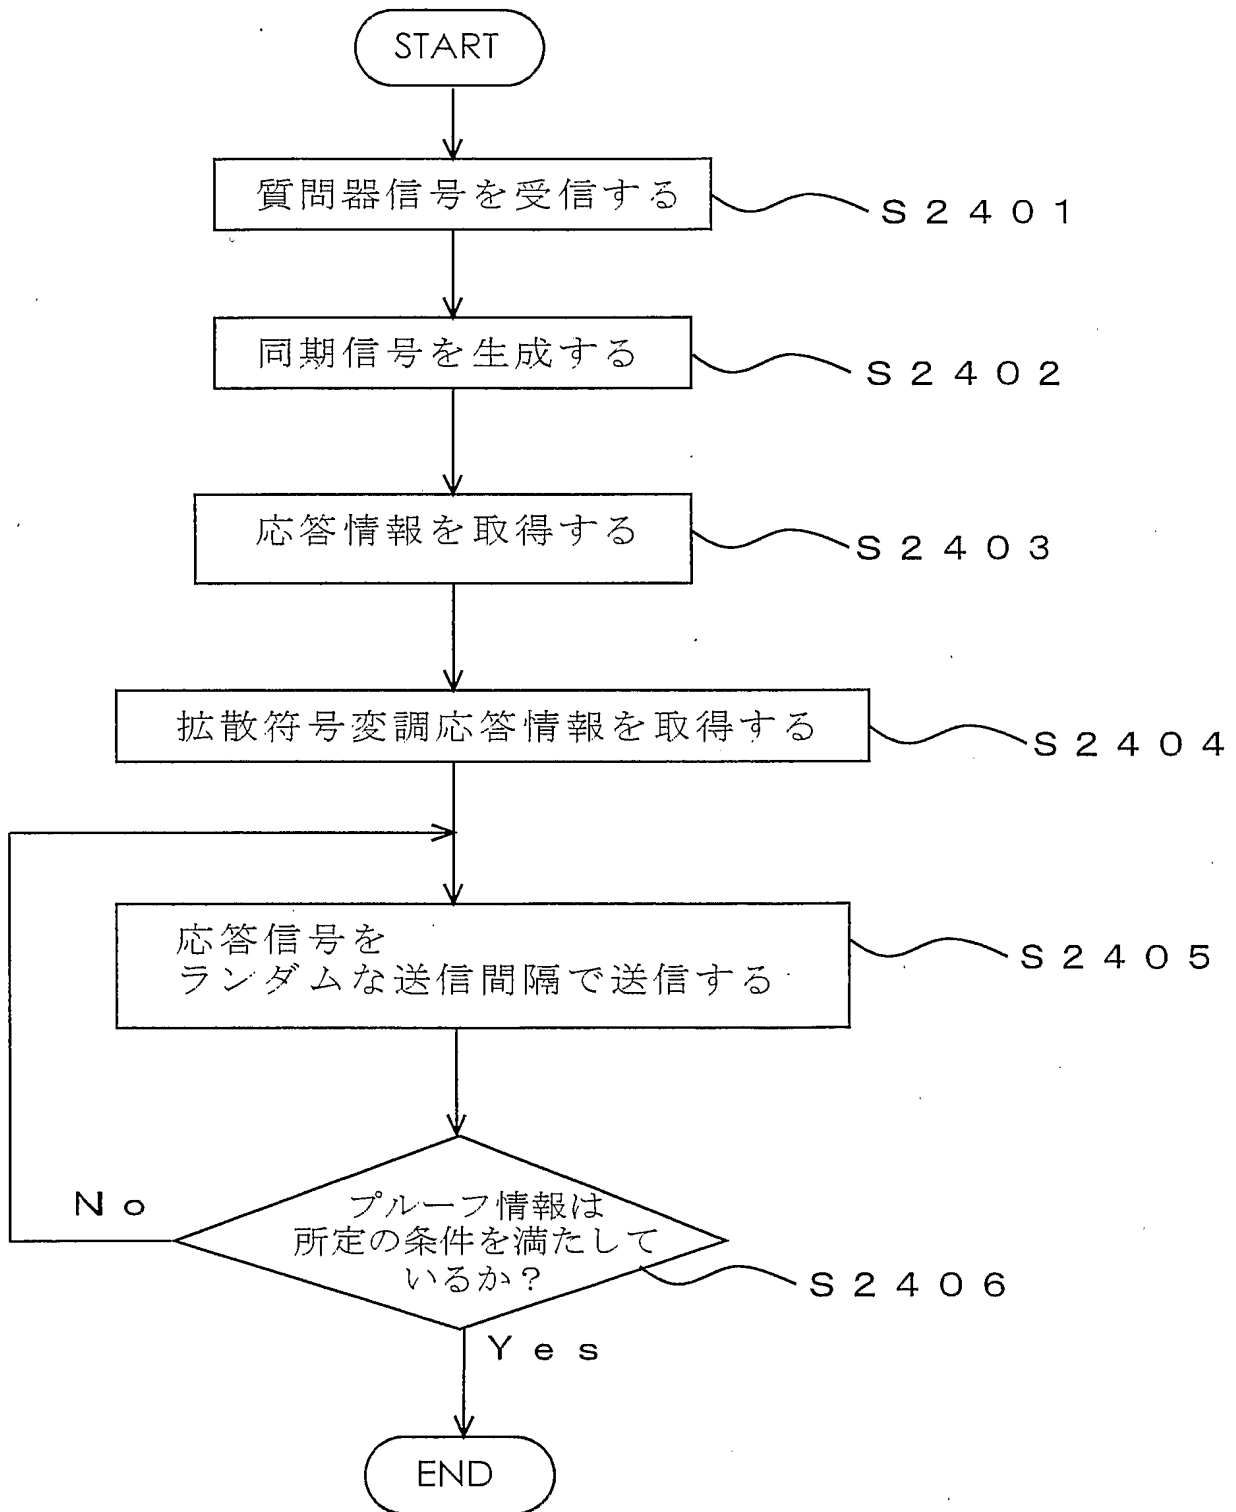 START
質問器信号を受信する
S2401
同期信号を生成する
S2402
応答情報を取得する
S2403
拡散符号変調応答情報を取得する
S2404
応答信号を
ランダムな送信間隔で送信する
S2405
No
プルーフ情報は
所定の条件を満たして
いるか?
S2406
Yes
END